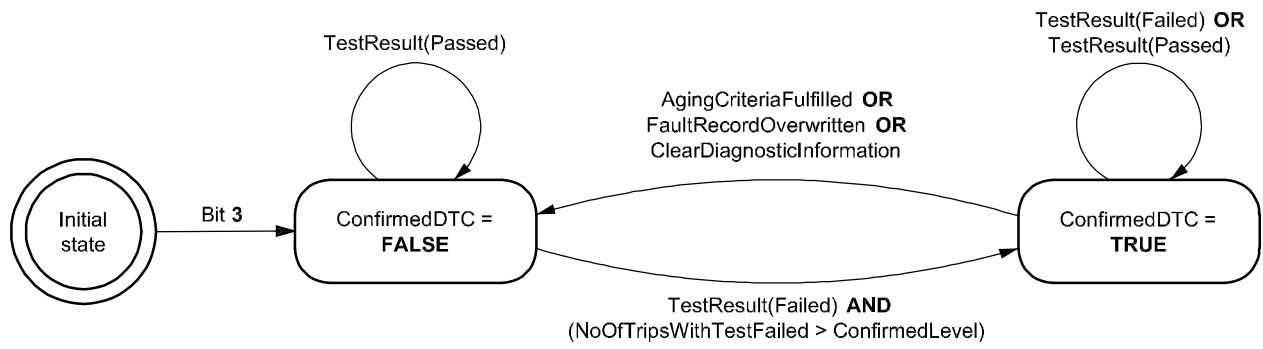 TestResult(Passed)
TestResult(Failed) OR
TestResult(Passed)
AgingCriteriaFulfilled OR
FaultRecordOverwritten OR
ClearDiagnosticInformation
Initial
state
Bit 3
ConfirmedDTC =
FALSE
ConfirmedDTC =
TRUE
TestResult(Failed) AND
(NoOfTripsWithTestFailed > ConfirmedLevel)